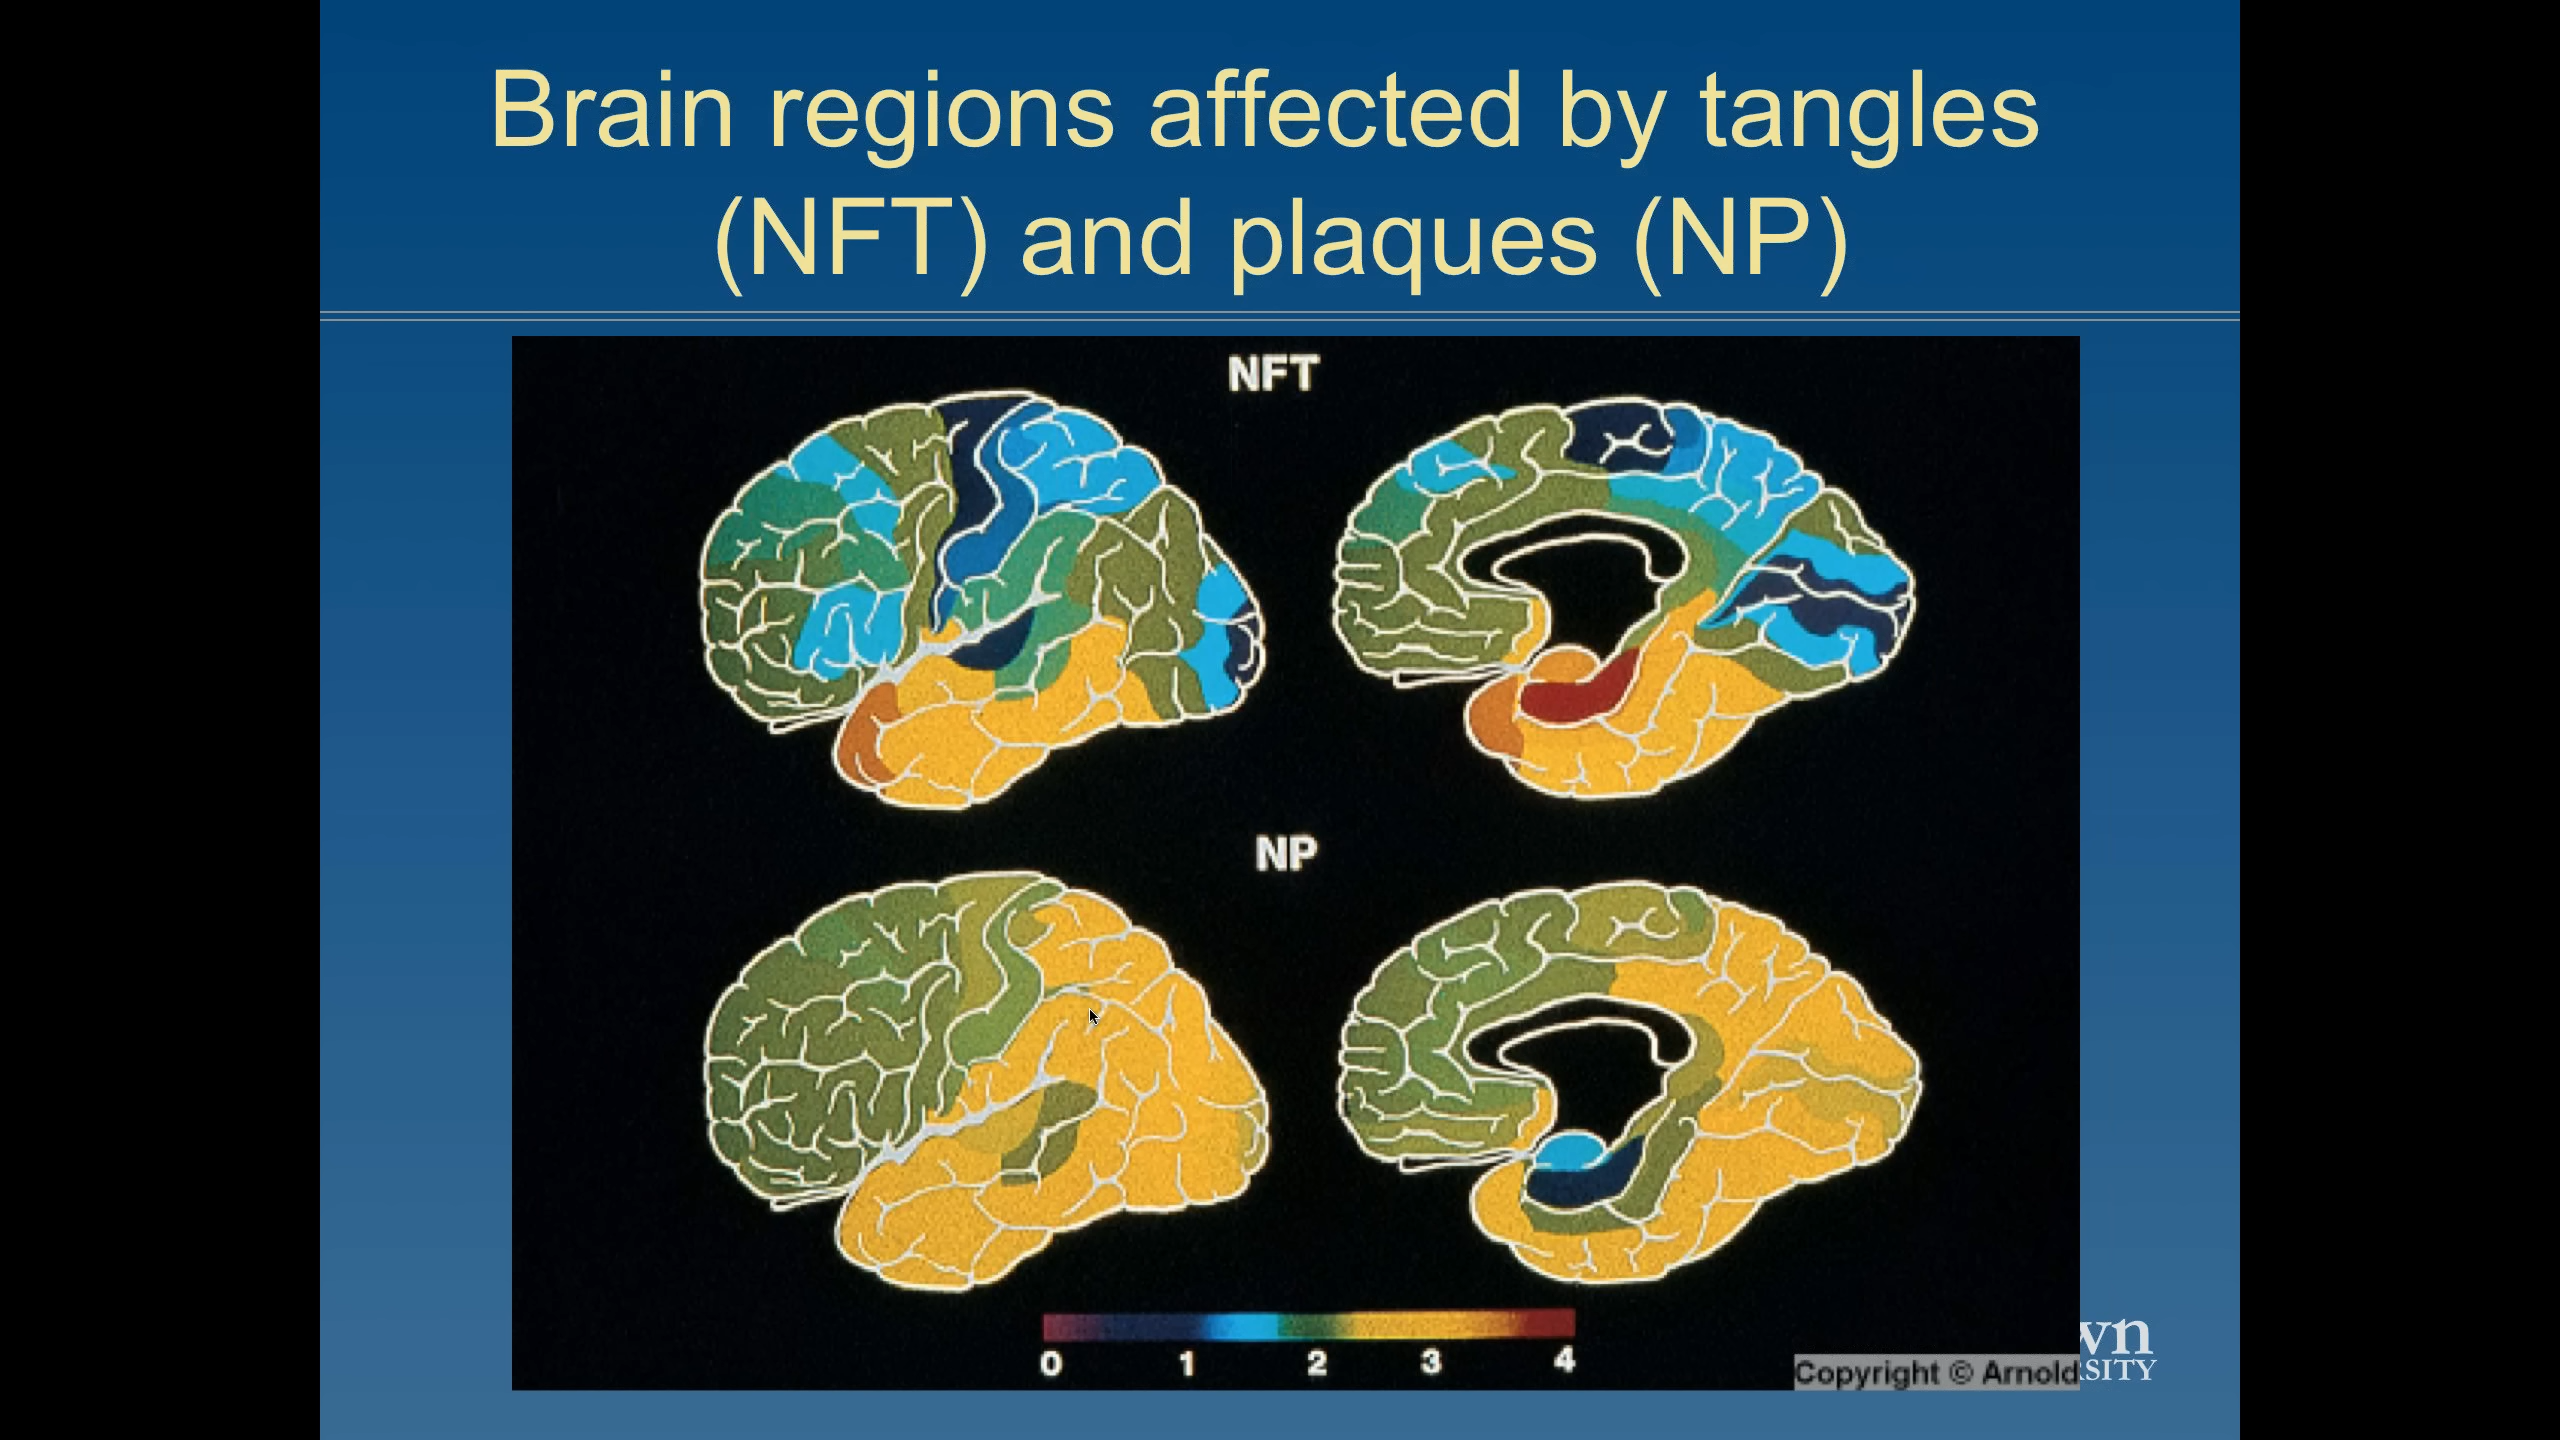 Brain regions affected by tangles
(NFT) and plaques (NP)
NFT
NP
0 1 2 3 4
Copyright © Arnold